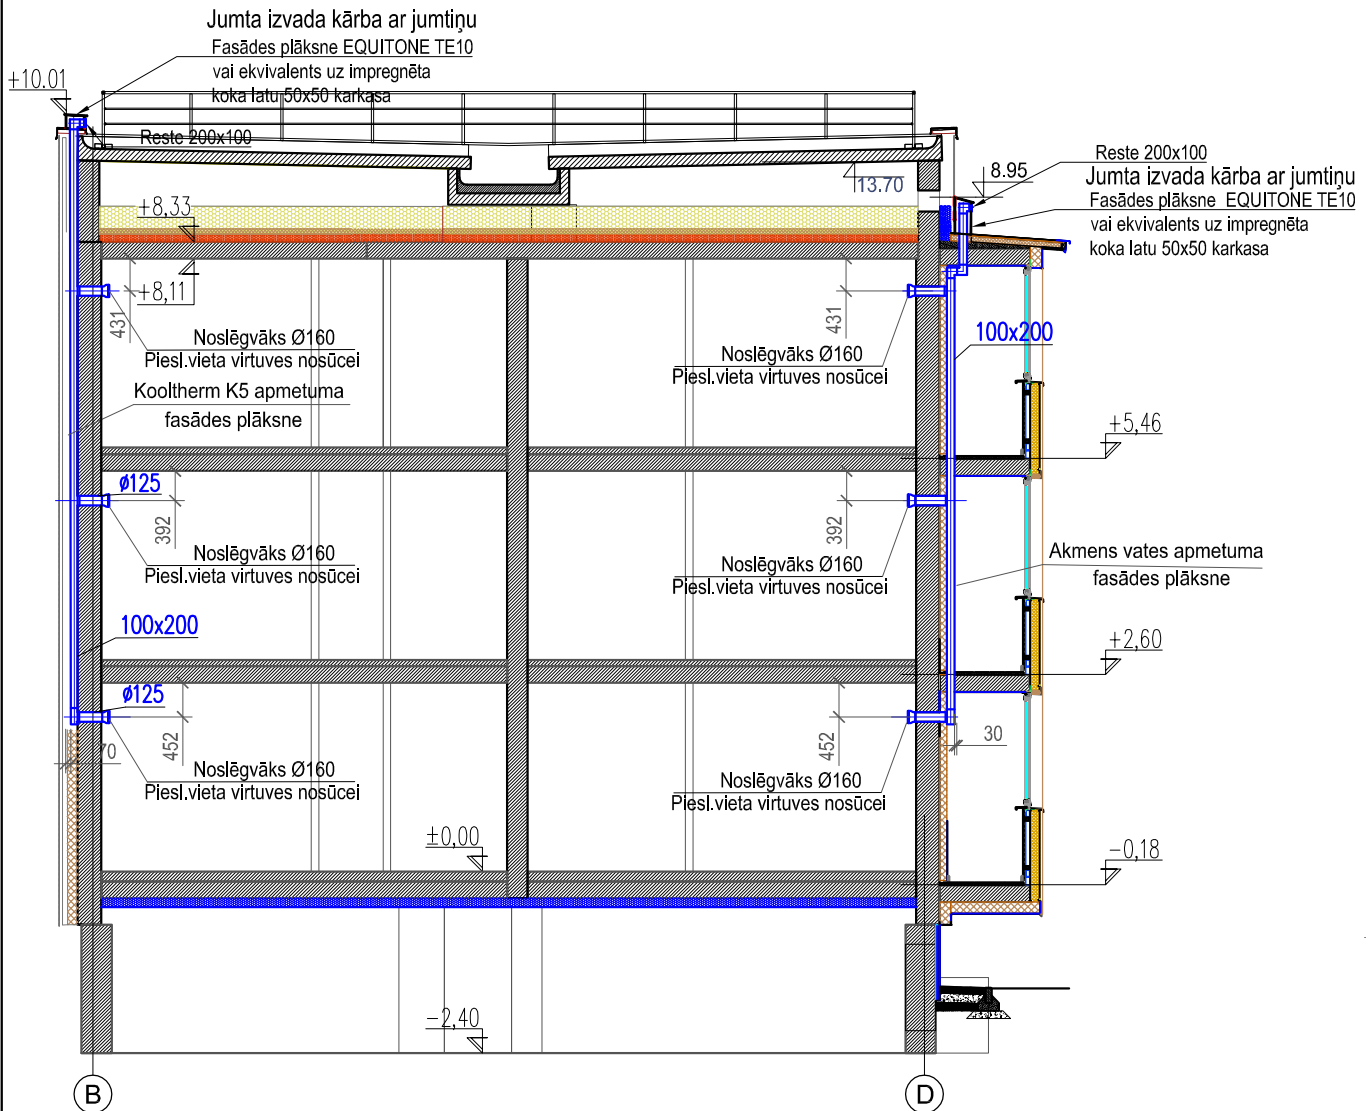 Jumta izvada kārba ar jumtiņu
Fasādes plāksne EQUITONE TE10
vai ekvivalents uz impregnēta
koka latu 50x50 karkasa
+10.01
Reste 200x100
Reste 200x100
8.95
Jumta izvada kārba ar jumtiņu
Fasādes plāksne EQUITONE TE10
vai ekvivalents uz impregnēta
koka latu 50x50 karkasa
13.70
+8,33
+8,11
431
Noslēgvāks Ø160
Piesl.vieta virtuves nosūcei
431
Noslēgvāks Ø160
Piesl.vieta virtuves nosūcei
100x200
Kooltherm K5 apmetuma
fasādes plāksne
+5,46
ø125
392
Noslēgvāks Ø160
Piesl.vieta virtuves nosūcei
392
Noslēgvāks Ø160
Piesl.vieta virtuves nosūcei
Akmens vates apmetuma
fasādes plāksne
100x200
+2,60
ø125
452
70
Noslēgvāks Ø160
Piesl.vieta virtuves nosūcei
452
30
Noslēgvāks Ø160
Piesl.vieta virtuves nosūcei
±0,00
-0,18
-2,40
B
D